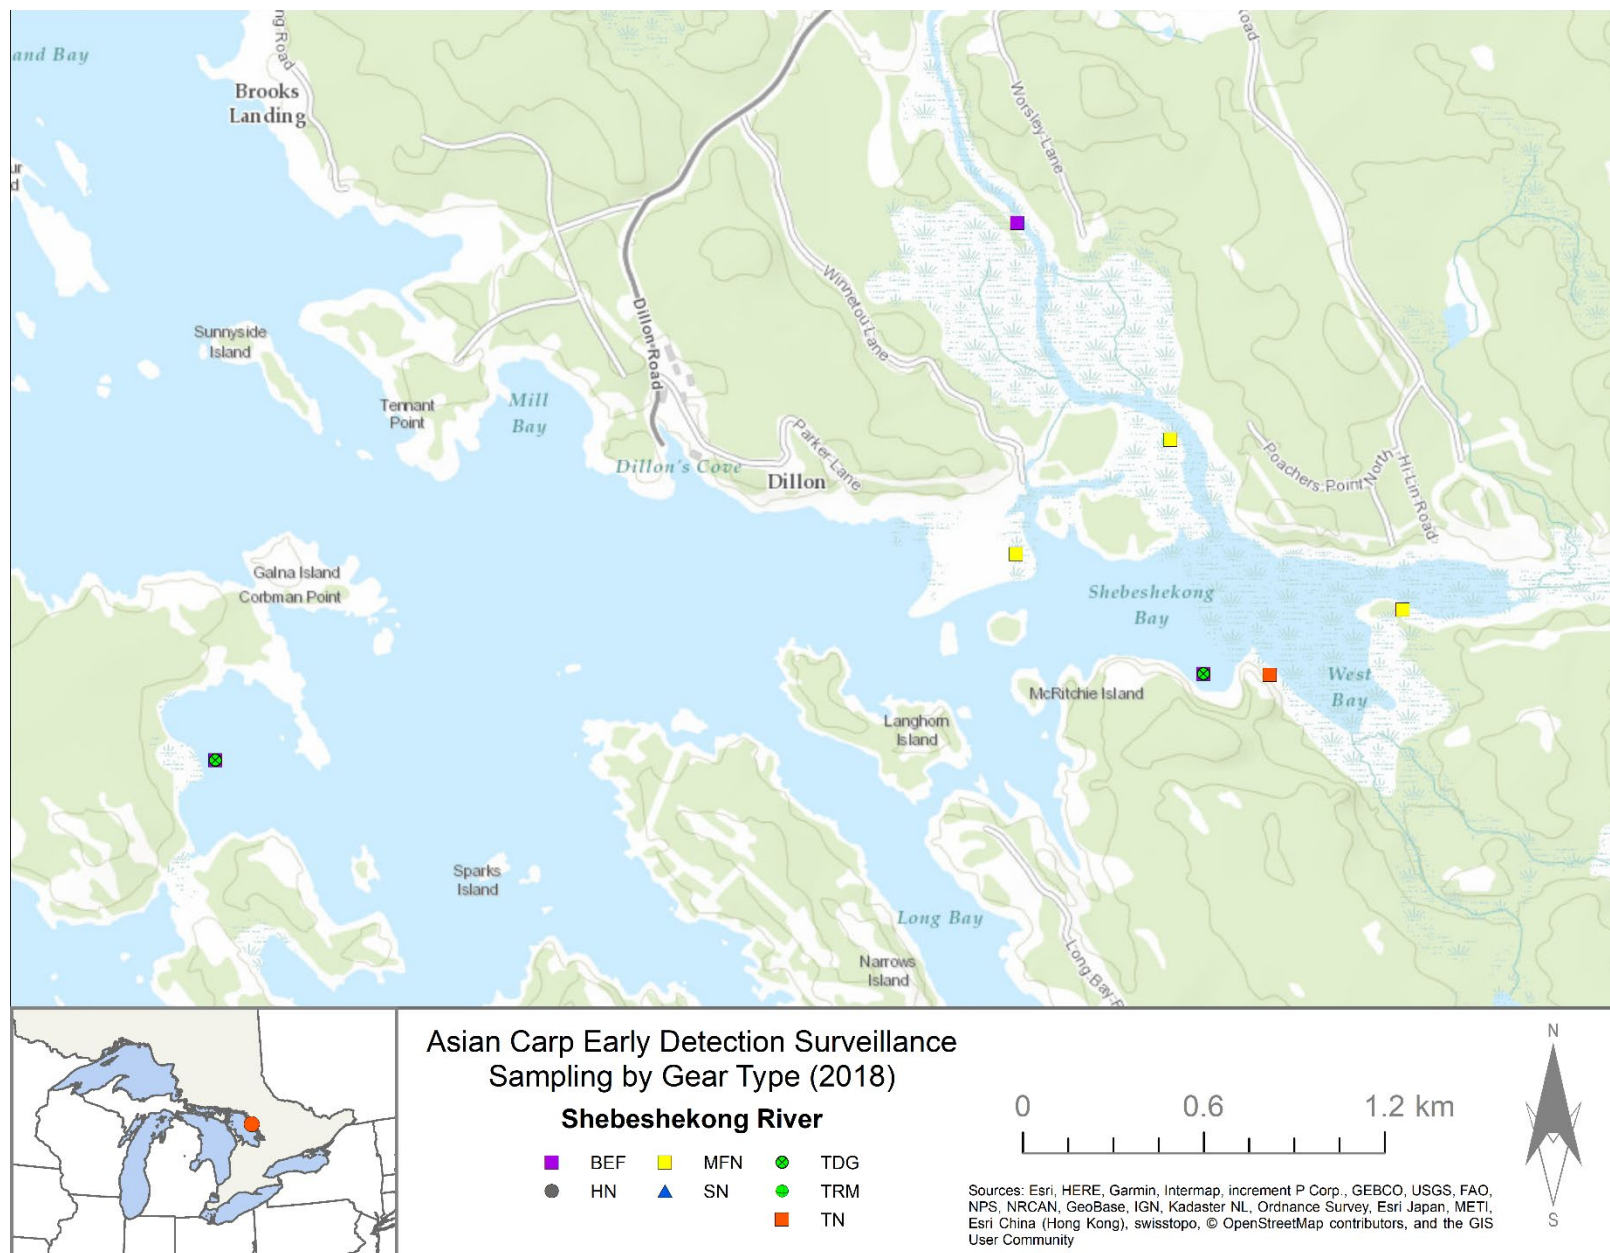 and Bay
ng Road
Brooks
Landing
ur
d
Road
Worsley Lane
Winnetou Lane
Dillon Road
Sunnyside
Island
Tennant
Point
Mill
Bay
Dillon's Cove
Parker Lane
Dillon
Poachers Point North
Hi Lin Road
Galna Island
Corbman Point
Shebeshekong
Bay
West
Bay
McRitchie Island
Langhorn
Island
Sparks
Island
Long Bay
Narrows
Island
Long Bay R
Asian Carp Early Detection Surveillance
Sampling by Gear Type (2018)
Shebeshekong River
BEF MFN TDG
HN SN TRM
TN
0 0.6 1.2 km
N
S
Sources: Esri, HERE, Garmin, Intermap, increment P Corp., GEBCO, USGS, FAO,
NPS, NRCAN, GeoBase, IGN, Kadaster NL, Ordnance Survey, Esri Japan, METI,
Esri China (Hong Kong), swisstopo, © OpenStreetMap contributors, and the GIS
User Community